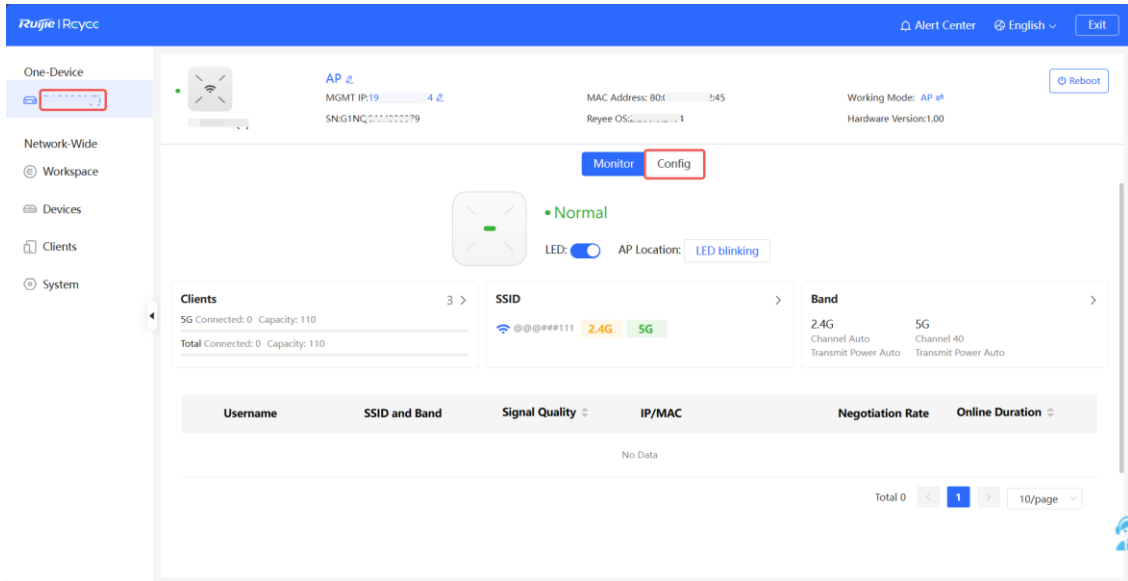 Ruijie | Rcycc
Alert Center English Exit
One-Device
Network-Wide
Workspace
Devices
Clients
System
AP
Reboot
MGMT IP:19 4
MAC Address: 80: :45
Working Mode: AP
Reyee OS:
Hardware Version:1.00
Monitor Config
Normal
LED: AP Location: LED blinking
Clients 3 >
5G Connected: 0 Capacity: 110
Total Connected: 0 Capacity: 110
SSID >
@@@###111 2.4G 5G
Band >
2.4G 5G
Channel Auto Channel 40
Transmit Power Auto Transmit Power Auto
Username SSID and Band Signal Quality IP/MAC Negotiation Rate Online Duration
No Data
Total 0 < 1 > 10/page